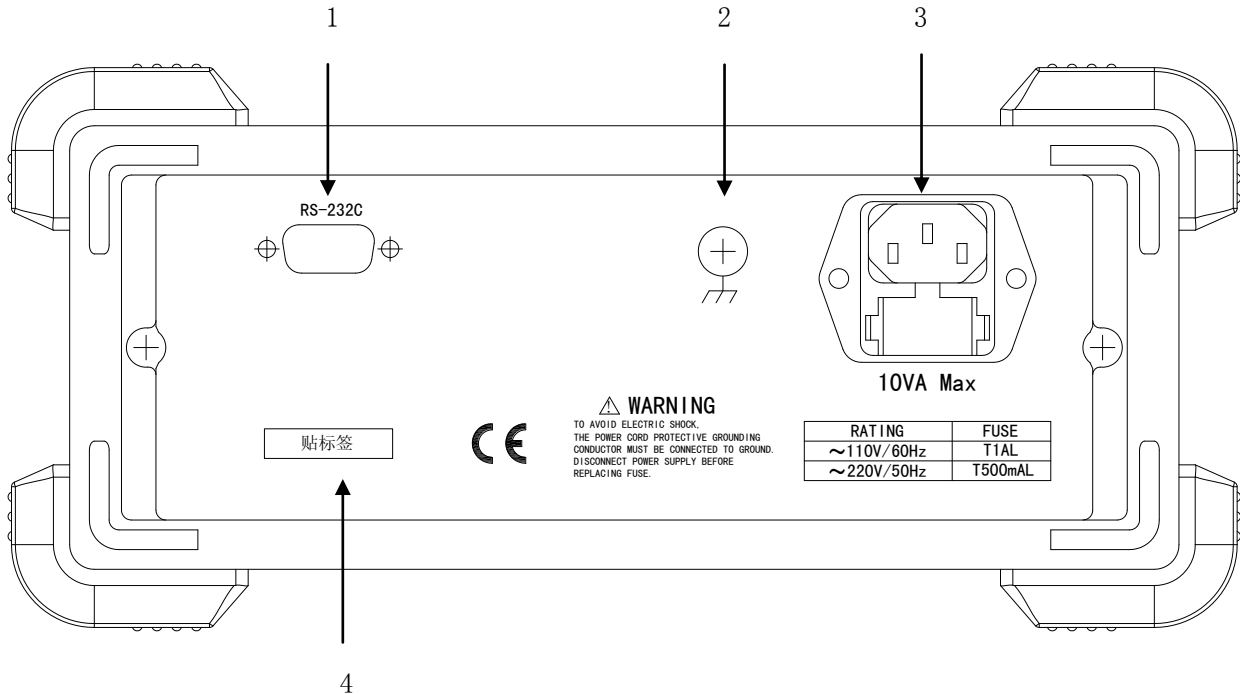 1
2
3
RS-232C
10VA Max
⚠ WARNING
TO AVOID ELECTRIC SHOCK,
THE POWER CORD PROTECTIVE GROUNDING
CONDUCTOR MUST BE CONNECTED TO GROUND.
DISCONNECT POWER SUPPLY BEFORE
REPLACING FUSE.
贴标签
CE
RATING FUSE
～110V/60Hz T1AL
～220V/50Hz T500mAL
4